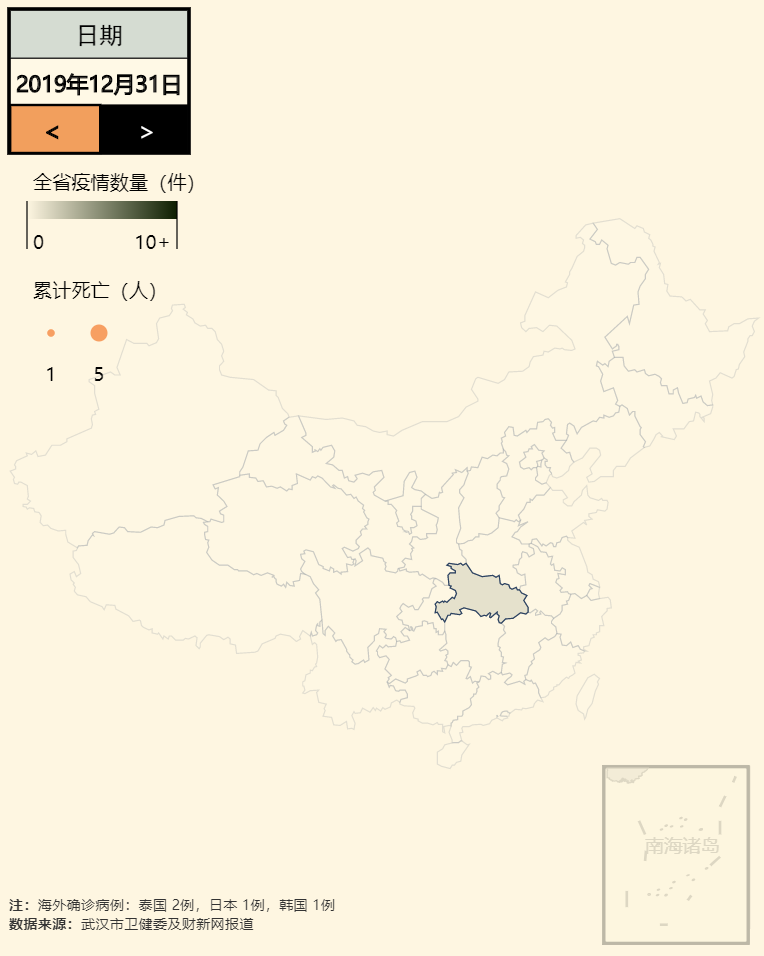 日期
2019年12月31日
< >
全省疫情数量（件）
0 10+
累计死亡（人）
1 5
南海诸岛
注：海外确诊病例：泰国 2例，日本 1例，韩国 1例
数据来源：武汉市卫健委及财新网报道